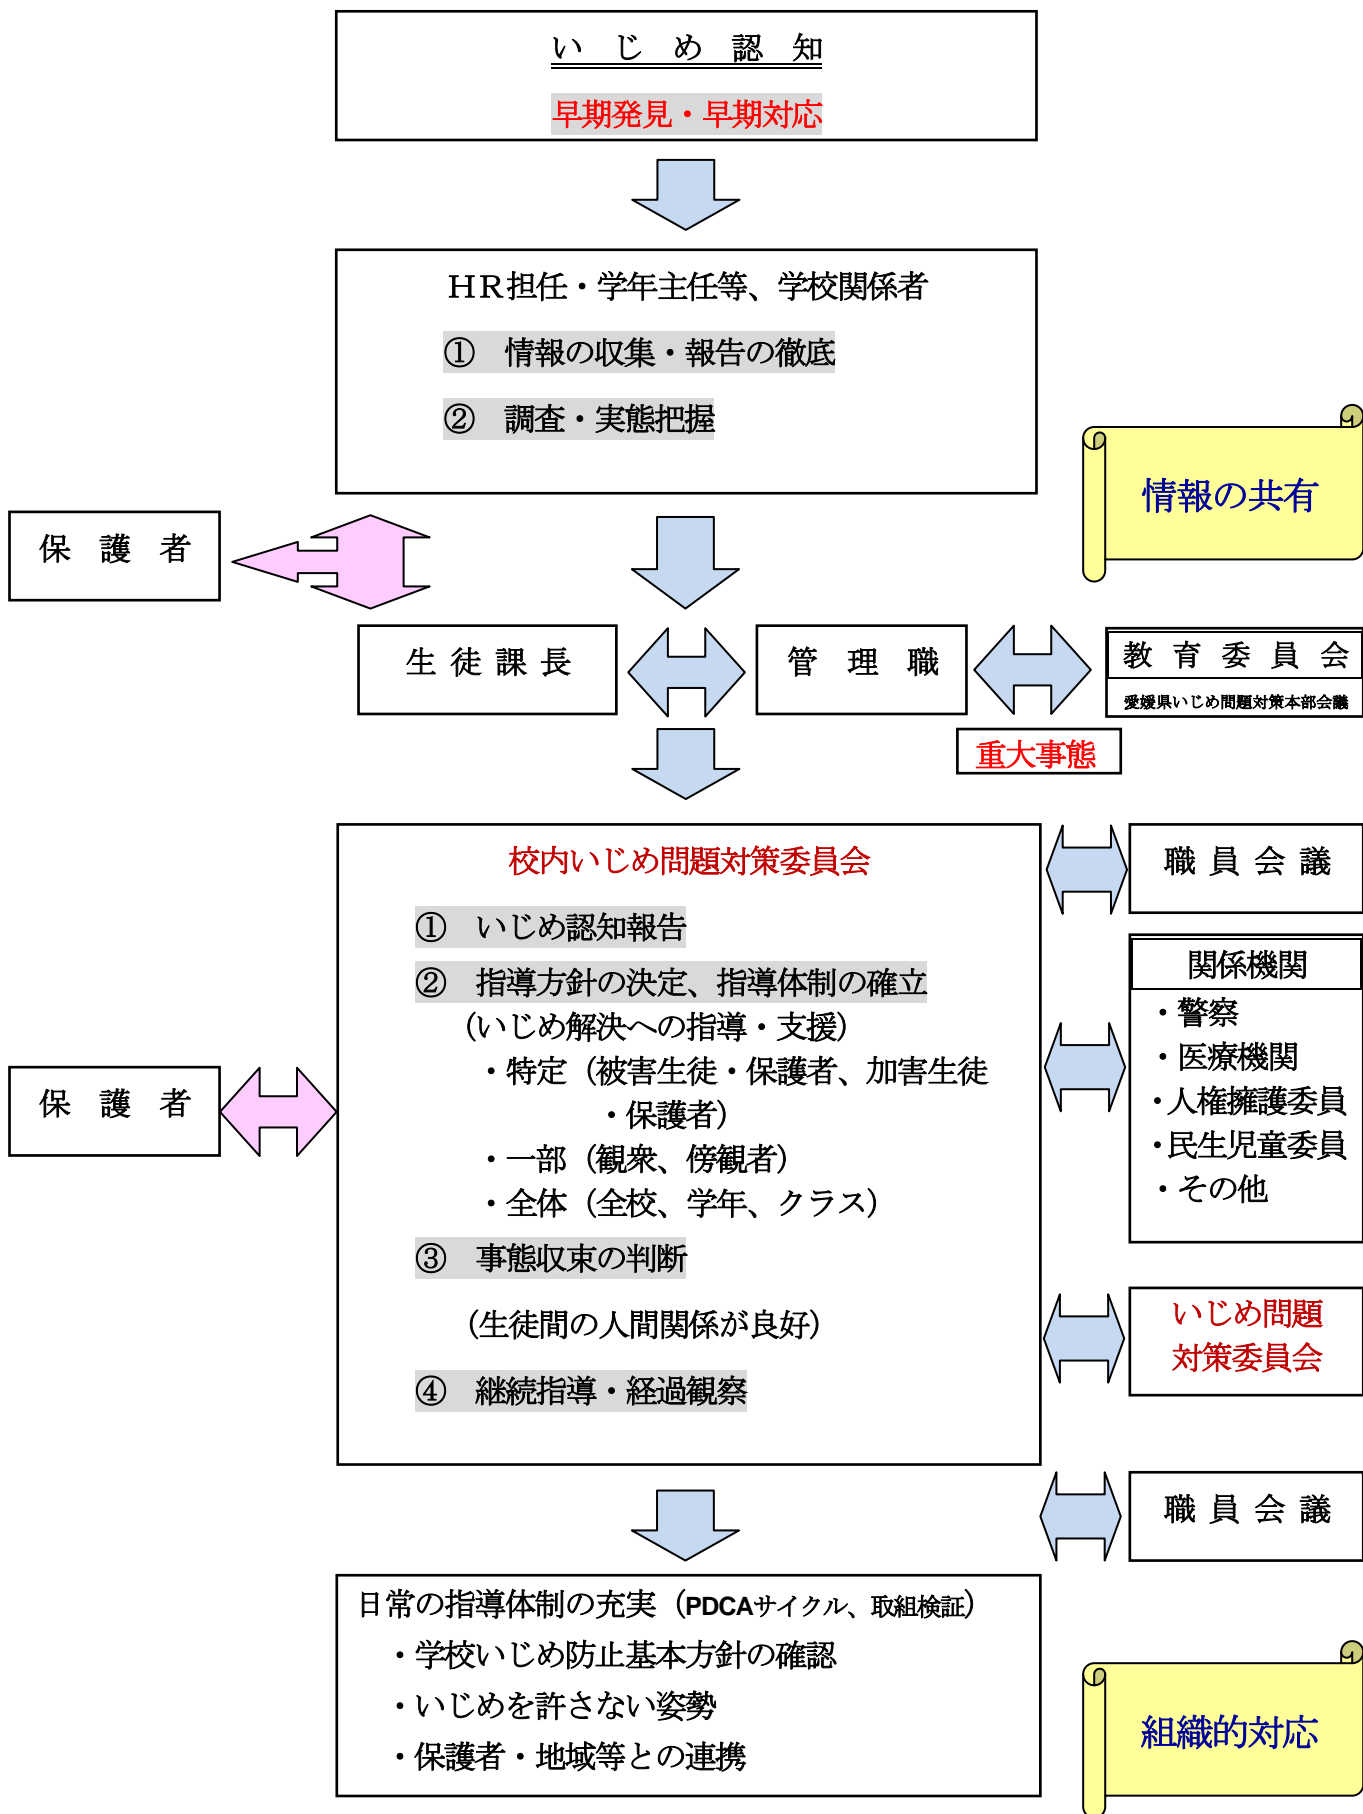 いじめ認知
早期発見・早期対応
HR担任・学年主任等、学校関係者
① 情報の収集・報告の徹底
② 調査・実態把握
情報の共有
保護者
生徒課長
管理職
教育委員会
愛媛県いじめ問題対策本部会議
重大事態
校内いじめ問題対策委員会
① いじめ認知報告
② 指導方針の決定、指導体制の確立
（いじめ解決への指導・支援）
・特定（被害生徒・保護者、加害生徒
・保護者）
・一部（観衆、傍観者）
・全体（全校、学年、クラス）
③ 事態収束の判断
（生徒間の人間関係が良好）
④ 継続指導・経過観察
保護者
職員会議
関係機関
・警察
・医療機関
・人権擁護委員
・民生児童委員
・その他
いじめ問題
対策委員会
職員会議
日常の指導体制の充実（PDCAサイクル、取組検証）
・学校いじめ防止基本方針の確認
・いじめを許さない姿勢
・保護者・地域等との連携
組織的対応